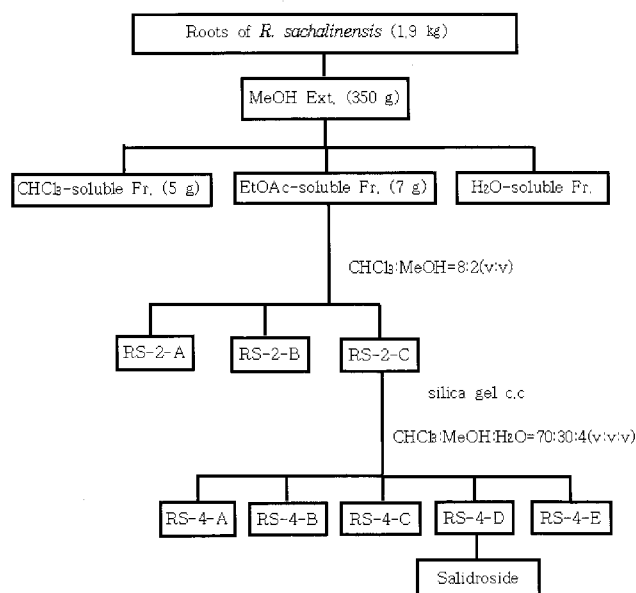 Roots of R. sachalinensis (1.9 kg)
MeOH Ext. (350 g)
CHCl3-soluble Fr. (5 g) EtOAc-soluble Fr. (7 g) H2O-soluble Fr.
CHCl3:MeOH=8:2(v:v)
RS-2-A RS-2-B RS-2-C
silica gel c.c
CHCl3:MeOH:H2O=70:30:4(v:v:v)
RS-4-A RS-4-B RS-4-C RS-4-D RS-4-E
Salidroside